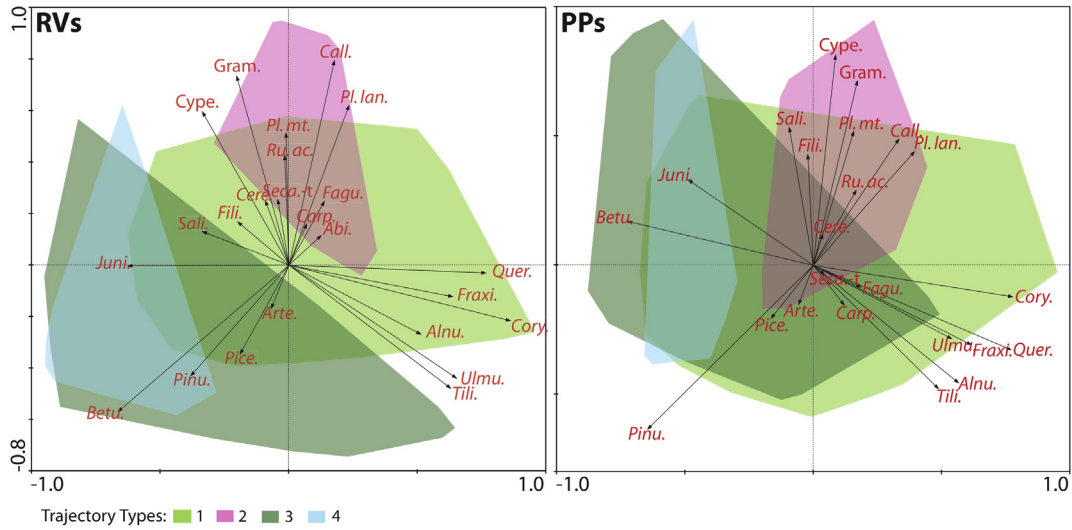 1.0
RVs
Call.
Gram.
Pl. lan.
Cype.
Pl. mt.
Ru. ac.
Cere.
Seca.-t
Fagu.
Fili.
Carp.
Sali.
Abi.
Juni.
Quer.
Fraxi.
Arte.
Alnu.
Cory.
Pice.
Pinu.
Ulmu.
Tili.
Betu.
-0.8
-1.0
1.0
PPs
Cype.
Gram.
Sali.
Pl. mt.
Call.
Fili.
Pl. lan.
Juni.
Ru. ac.
Betu.
Cere.
Seca.-t
Fagu.
Cory.
Arte.
Carp.
Pice.
Ulmu.
Fraxi.
Quer.
Alnu.
Tili.
Pinu.
-1.0
1.0
Trajectory Types: 1 2 3 4